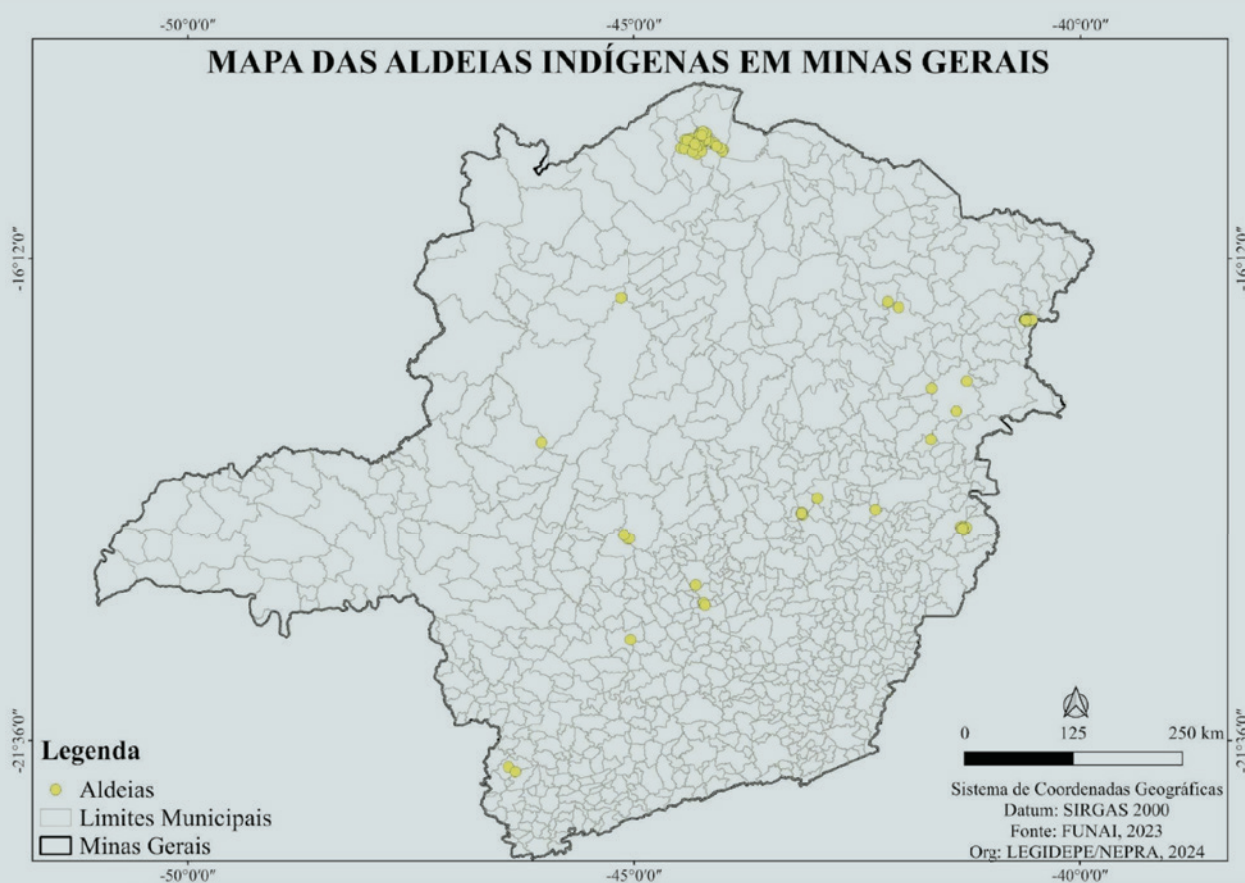 -50°0'0" -45°0'0" -40°0'0"
MAPA DAS ALDEIAS INDÍGENAS EM MINAS GERAIS
-16°12'0" -16°12'0"
-21°36'0" -21°36'0"
Legenda
Aldeias
Limites Municipais
Minas Gerais
0 125 250 km
Sistema de Coordenadas Geográficas
Datum: SIRGAS 2000
Fonte: FUNAI, 2023
Org: LEGIDEPE/NEPRA, 2024
-50°0'0" -45°0'0" -40°0'0"